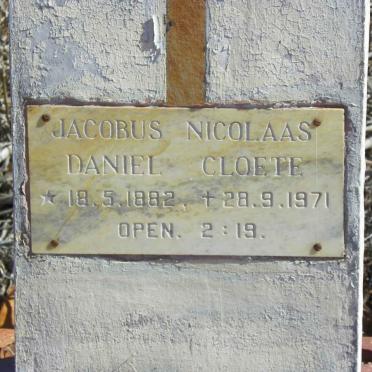 JACOBUS NICOLAAS
DANIEL CLOETE
★ 18.5.1882. ✝ 28.9.1971
OPEN. 2:19.